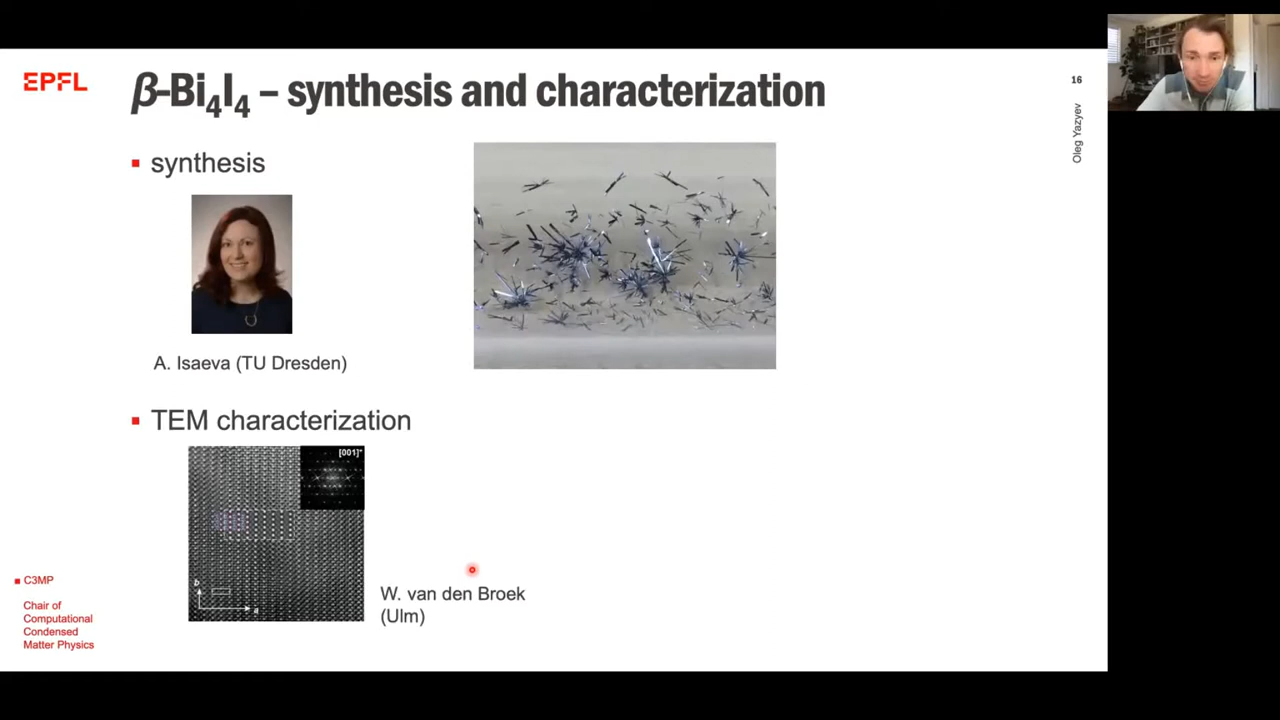 EPFL
β-Bi₄I₄ – synthesis and characterization
16
Oleg Yazyev
synthesis
A. Isaeva (TU Dresden)
TEM characterization
[001]*
b
a
W. van den Broek
(Ulm)
C3MP
Chair of
Computational
Condensed
Matter Physics